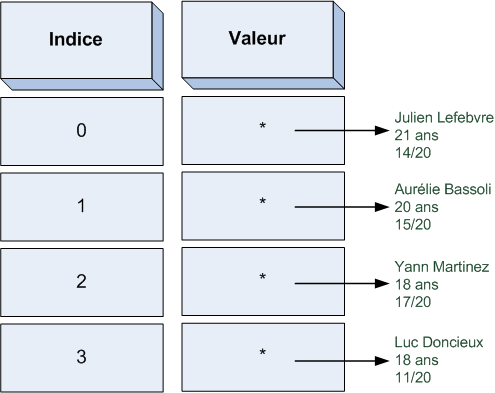 Indice Valeur
0 * Julien Lefebvre
21 ans
14/20
1 * Aurélie Bassoli
20 ans
15/20
2 * Yann Martinez
18 ans
17/20
3 * Luc Doncieux
18 ans
11/20